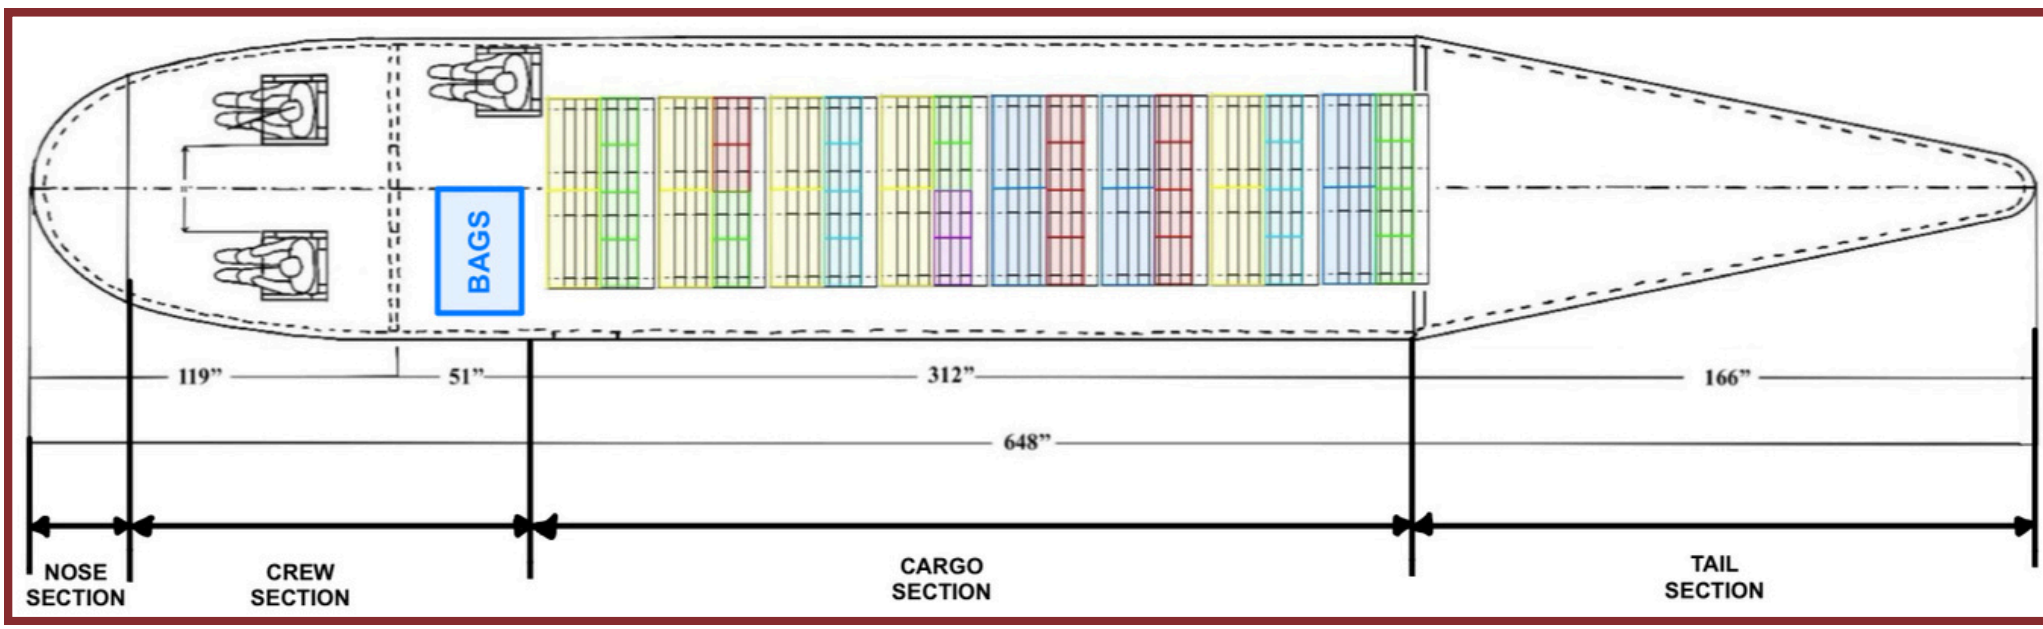 BAGS
119”
51”
312”
166”
648”
NOSE
SECTION
CREW
SECTION
CARGO
SECTION
TAIL
SECTION